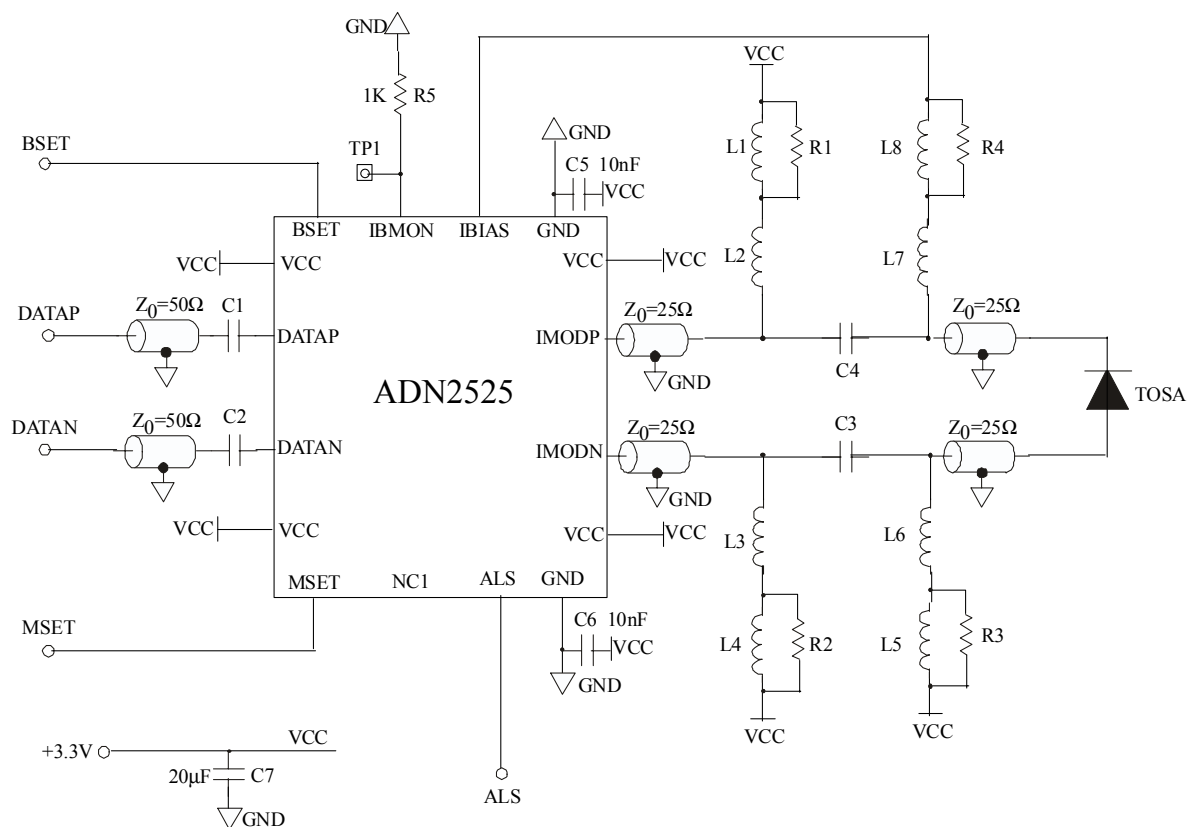 GND
VCC
1K R5
L1 R1 L8 R4
GND
BSET
TP1
C5 10nF
VCC
BSET IBMON IBIAS GND
L2 L7
VCC VCC VCC VCC
DATAP Z0=50Ω C1 Z0=25Ω Z0=25Ω
DATAP IMODP
GND C4
ADN2525
TOSA
DATAN Z0=50Ω C2 Z0=25Ω C3 Z0=25Ω
DATAN IMODN
GND
VCC VCC VCC VCC
L3 L6
MSET NC1 ALS GND
C6 10nF
MSET VCC L4 R2 L5 R3
GND
VCC VCC
+3.3V VCC
20µF C7
ALS
GND